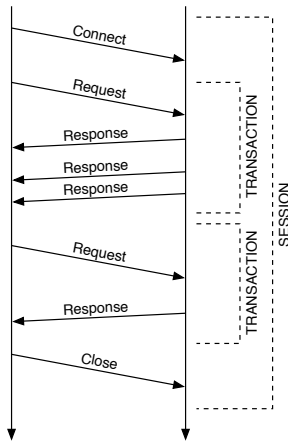 Connect
Request
Response
Response
Response
TRANSACTION
Request
Response
TRANSACTION
Close
SESSION